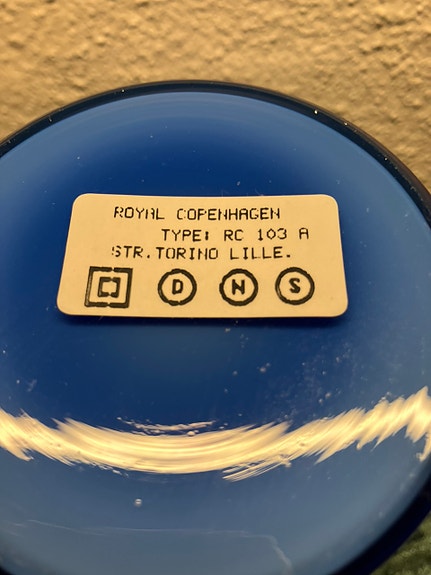 ROYAL COPENHAGEN
TYPE: RC 103 A
STR.TORINO LILLE.
D N S